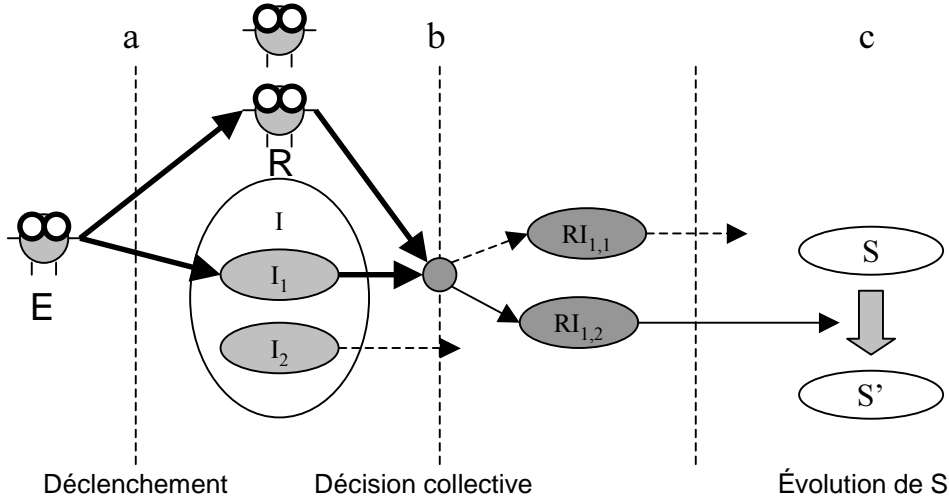 a
b
c
R
I
E
I1
I2
RI1,1
RI1,2
S
S'
Déclenchement
Décision collective
Évolution de S